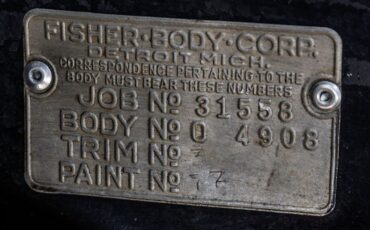 FISHER·BODY·CORP.
DETROIT MICH.
CORRESPONDENCE PERTAINING TO THE
BODY MUST BEAR THESE NUMBERS
JOB Nº 31558
BODY Nº O 4908
TRIM Nº
PAINT Nº 7